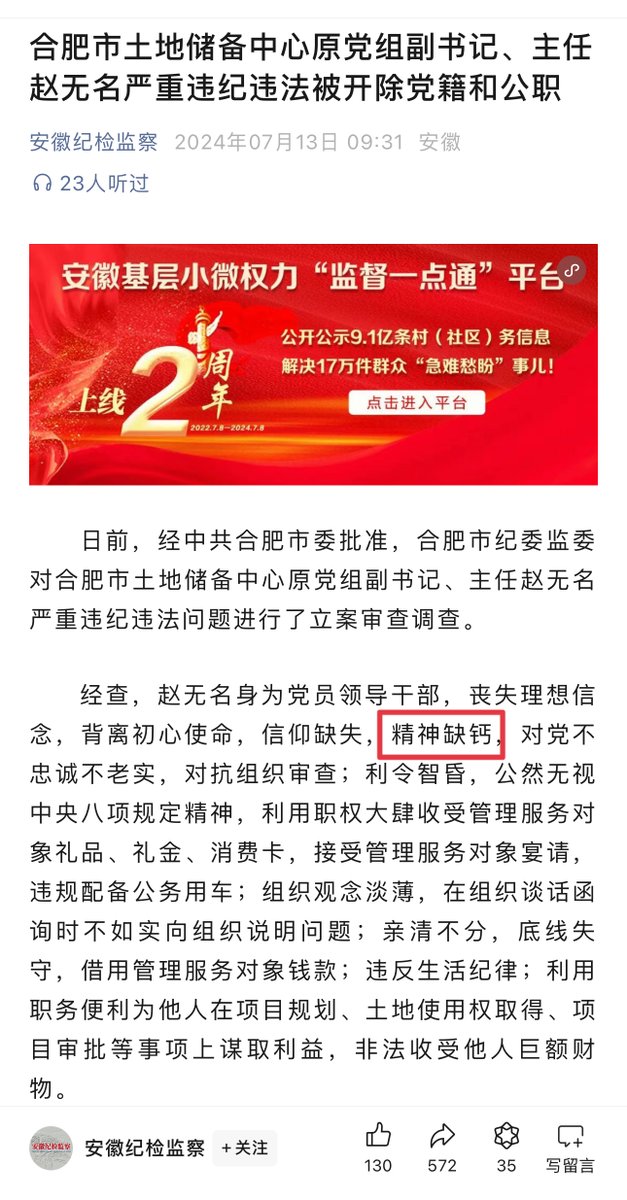 合肥市土地储备中心原党组副书记、主任
赵无名严重违纪违法被开除党籍和公职
安徽纪检监察 2024年07月13日 09:31 安徽
23人听过
安徽基层小微权力“监督一点通”平台
上线2周年
2022.7.8—2024.7.8
公开公示9.1亿条村（社区）务信息
解决17万件群众“急难愁盼”事儿！
点击进入平台
日前，经中共合肥市委批准，合肥市纪委监委
对合肥市土地储备中心原党组副书记、主任赵无名
严重违纪违法问题进行了立案审查调查。
经查，赵无名身为党员领导干部，丧失理想信
念，背离初心使命，信仰缺失，精神缺钙，对党不
忠诚不老实，对抗组织审查；利令智昏，公然无视
中央八项规定精神，利用职权大肆收受管理服务对
象礼品、礼金、消费卡，接受管理服务对象宴请，
违规配备公务用车；组织观念淡薄，在组织谈话函
询时不如实向组织说明问题；亲清不分，底线失
守，借用管理服务对象钱款；违反生活纪律；利用
职务便利为他人在项目规划、土地使用权取得、项
目审批等事项上谋取利益，非法收受他人巨额财
物。
安徽纪检监察
安徽纪检监察 +关注
130 572 35 写留言